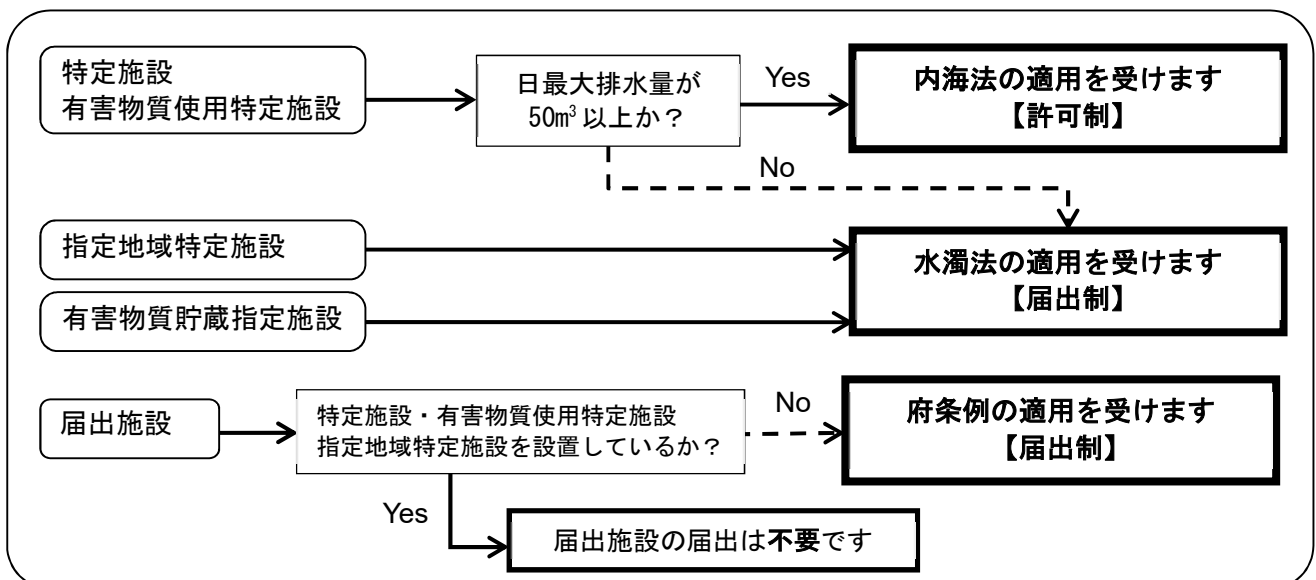 特定施設
有害物質使用特定施設
日最大排水量が
50m³以上か？
Yes
内海法の適用を受けます
【許可制】
No
指定地域特定施設
水濁法の適用を受けます
【届出制】
有害物質貯蔵指定施設
届出施設
特定施設・有害物質使用特定施設
指定地域特定施設を設置しているか？
No
府条例の適用を受けます
【届出制】
Yes
届出施設の届出は不要です